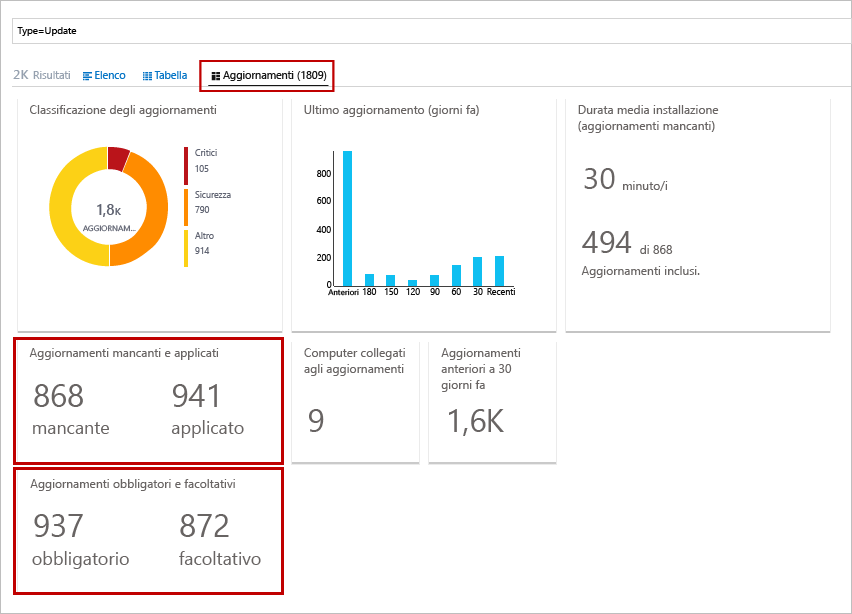 Type=Update
2K Risultati Elenco Tabella Aggiornamenti (1809)
Classificazione degli aggiornamenti
1,8K
AGGIORNAM...
Critici
105
Sicurezza
790
Altro
914
Ultimo aggiornamento (giorni fa)
800
600
400
200
0
Anteriori 180 150 120 90 60 30 Recenti
Durata media installazione
(aggiornamenti mancanti)
30 minuto/i
494 di 868
Aggiornamenti inclusi.
Aggiornamenti mancanti e applicati
868 941
mancante applicato
Computer collegati
agli aggiornamenti
9
Aggiornamenti
anteriori a 30
giorni fa
1,6K
Aggiornamenti obbligatori e facoltativi
937 872
obbligatorio facoltativo